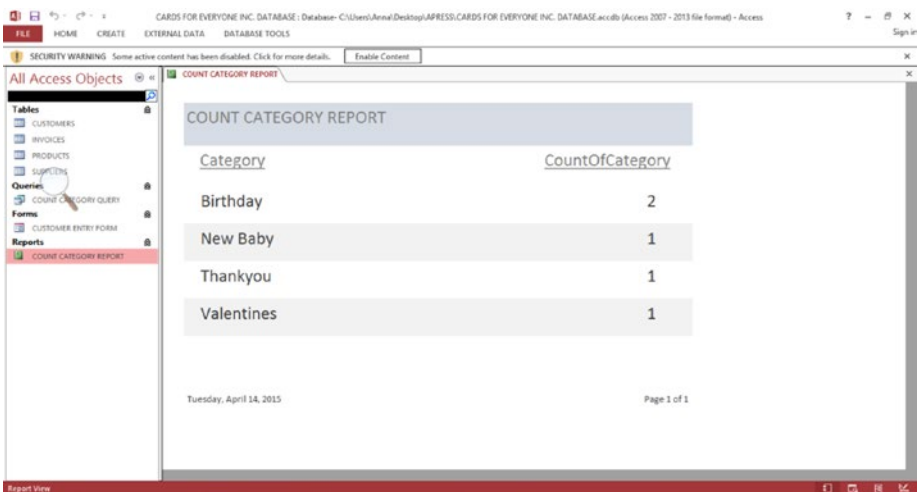 CARDS FOR EVERYONE INC. DATABASE : Database- C:\Users\Anna\Desktop\APRESS\CARDS FOR EVERYONE INC. DATABASE.accdb (Access 2007 - 2013 file format) - Access
FILE HOME CREATE EXTERNAL DATA DATABASE TOOLS Sign in
SECURITY WARNING Some active content has been disabled. Click for more details. Enable Content
All Access Objects
COUNT CATEGORY REPORT
Tables
CUSTOMERS
INVOICES
PRODUCTS
SUPPLIERS
Queries
COUNT CATEGORY QUERY
Forms
CUSTOMER ENTRY FORM
Reports
COUNT CATEGORY REPORT
COUNT CATEGORY REPORT
Category CountOfCategory
Birthday 2
New Baby 1
Thankyou 1
Valentines 1
Tuesday, April 14, 2015 Page 1 of 1
Report View